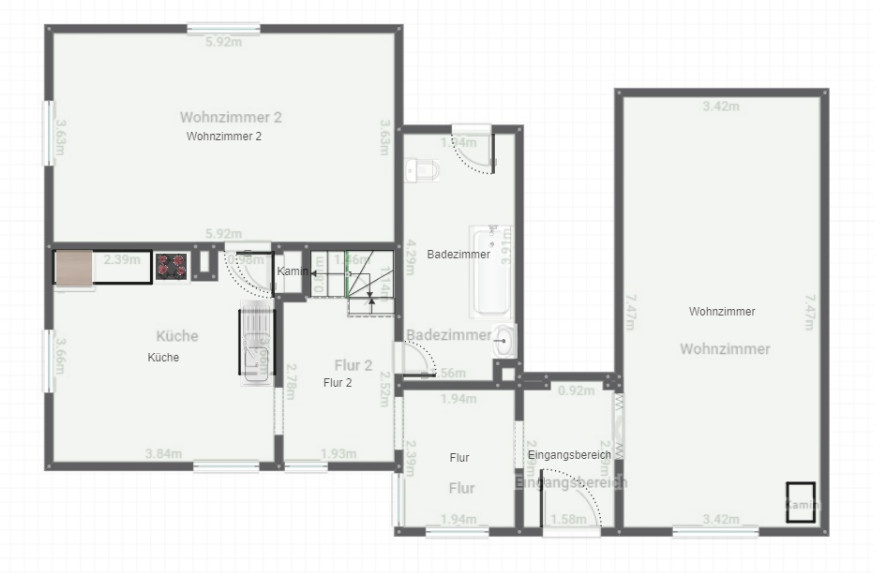 5.92m
3.63m
Wohnzimmer 2
Wohnzimmer 2
3.63m
5.92m
3.42m
1.94m
4.29m
3.91m
Badezimmer
Badezimmer
1.56m
2.39m
Kamin
1.46m
3.66m
Küche
Küche
3.84m
2.78m
Flur 2
Flur 2
2.52m
1.93m
1.94m
2.39m
Flur
Flur
1.94m
0.92m
Eingangsbereich
Eingangsbereich
1.58m
7.47m
Wohnzimmer
Wohnzimmer
7.47m
Kamin
3.42m